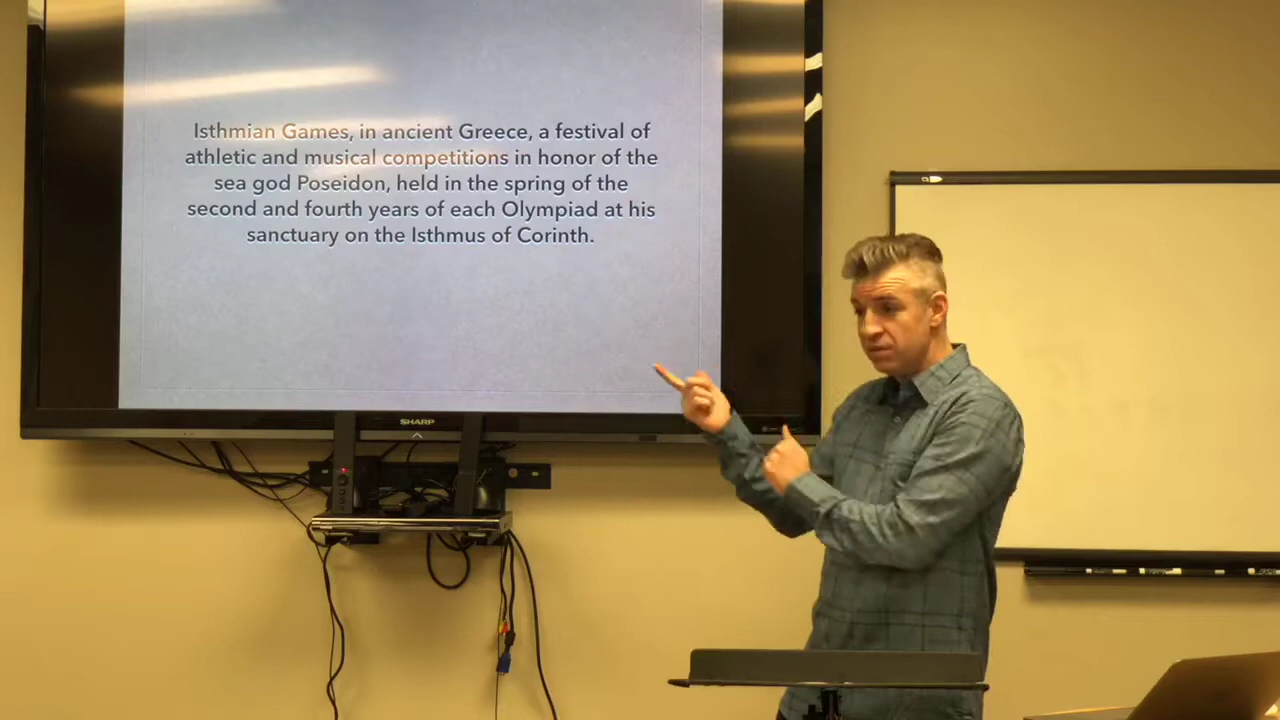 Isthmian Games, in ancient Greece, a festival of
athletic and musical competitions in honor of the
sea god Poseidon, held in the spring of the
second and fourth years of each Olympiad at his
sanctuary on the Isthmus of Corinth.
SHARP